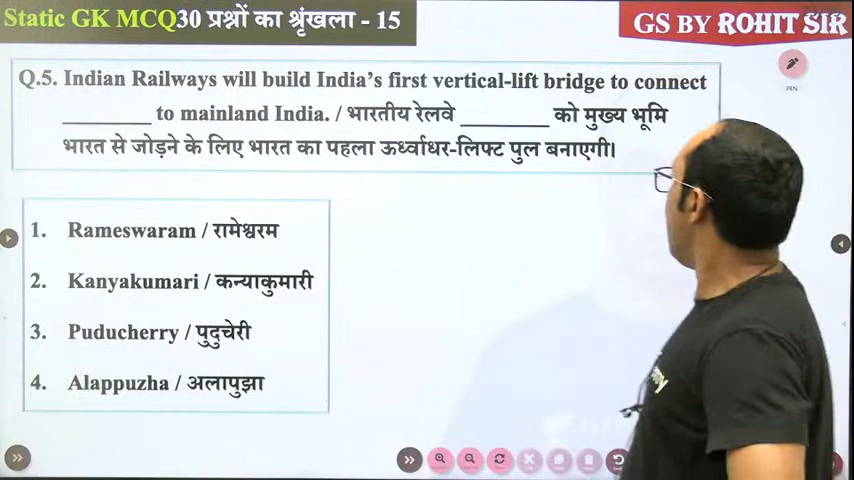 Static GK MCQ30 प्रश्नों का श्रृंखला - 15
GS BY ROHIT SIR
Q.5. Indian Railways will build India's first vertical-lift bridge to connect
_________ to mainland India. / भारतीय रेलवे _________ को मुख्य भूमि
भारत से जोड़ने के लिए भारत का पहला ऊर्ध्वाधर-लिफ्ट पुल बनाएगी।
PEN
1. Rameswaram / रामेश्वरम
2. Kanyakumari / कन्याकुमारी
3. Puducherry / पुदुचेरी
4. Alappuzha / अलापुझा